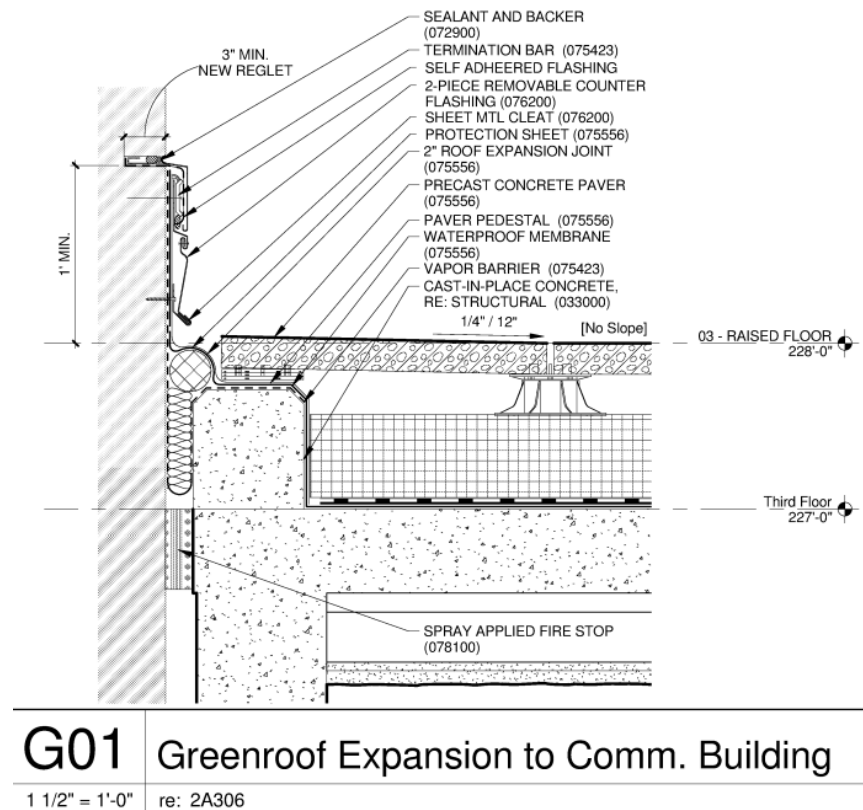 SEALANT AND BACKER
(072900)
TERMINATION BAR (075423)
SELF ADHEERED FLASHING
2-PIECE REMOVABLE COUNTER
FLASHING (076200)
SHEET MTL CLEAT (076200)
PROTECTION SHEET (075556)
2" ROOF EXPANSION JOINT
(075556)
PRECAST CONCRETE PAVER
(075556)
PAVER PEDESTAL (075556)
WATERPROOF MEMBRANE
(075556)
VAPOR BARRIER (075423)
CAST-IN-PLACE CONCRETE,
RE: STRUCTURAL (033000)
3" MIN.
NEW REGLET
1' MIN.
1/4" / 12"
[No Slope]
03 - RAISED FLOOR
228'-0"
Third Floor
227'-0"
SPRAY APPLIED FIRE STOP
(078100)
G01
Greenroof Expansion to Comm. Building
1 1/2" = 1'-0"
re: 2A306